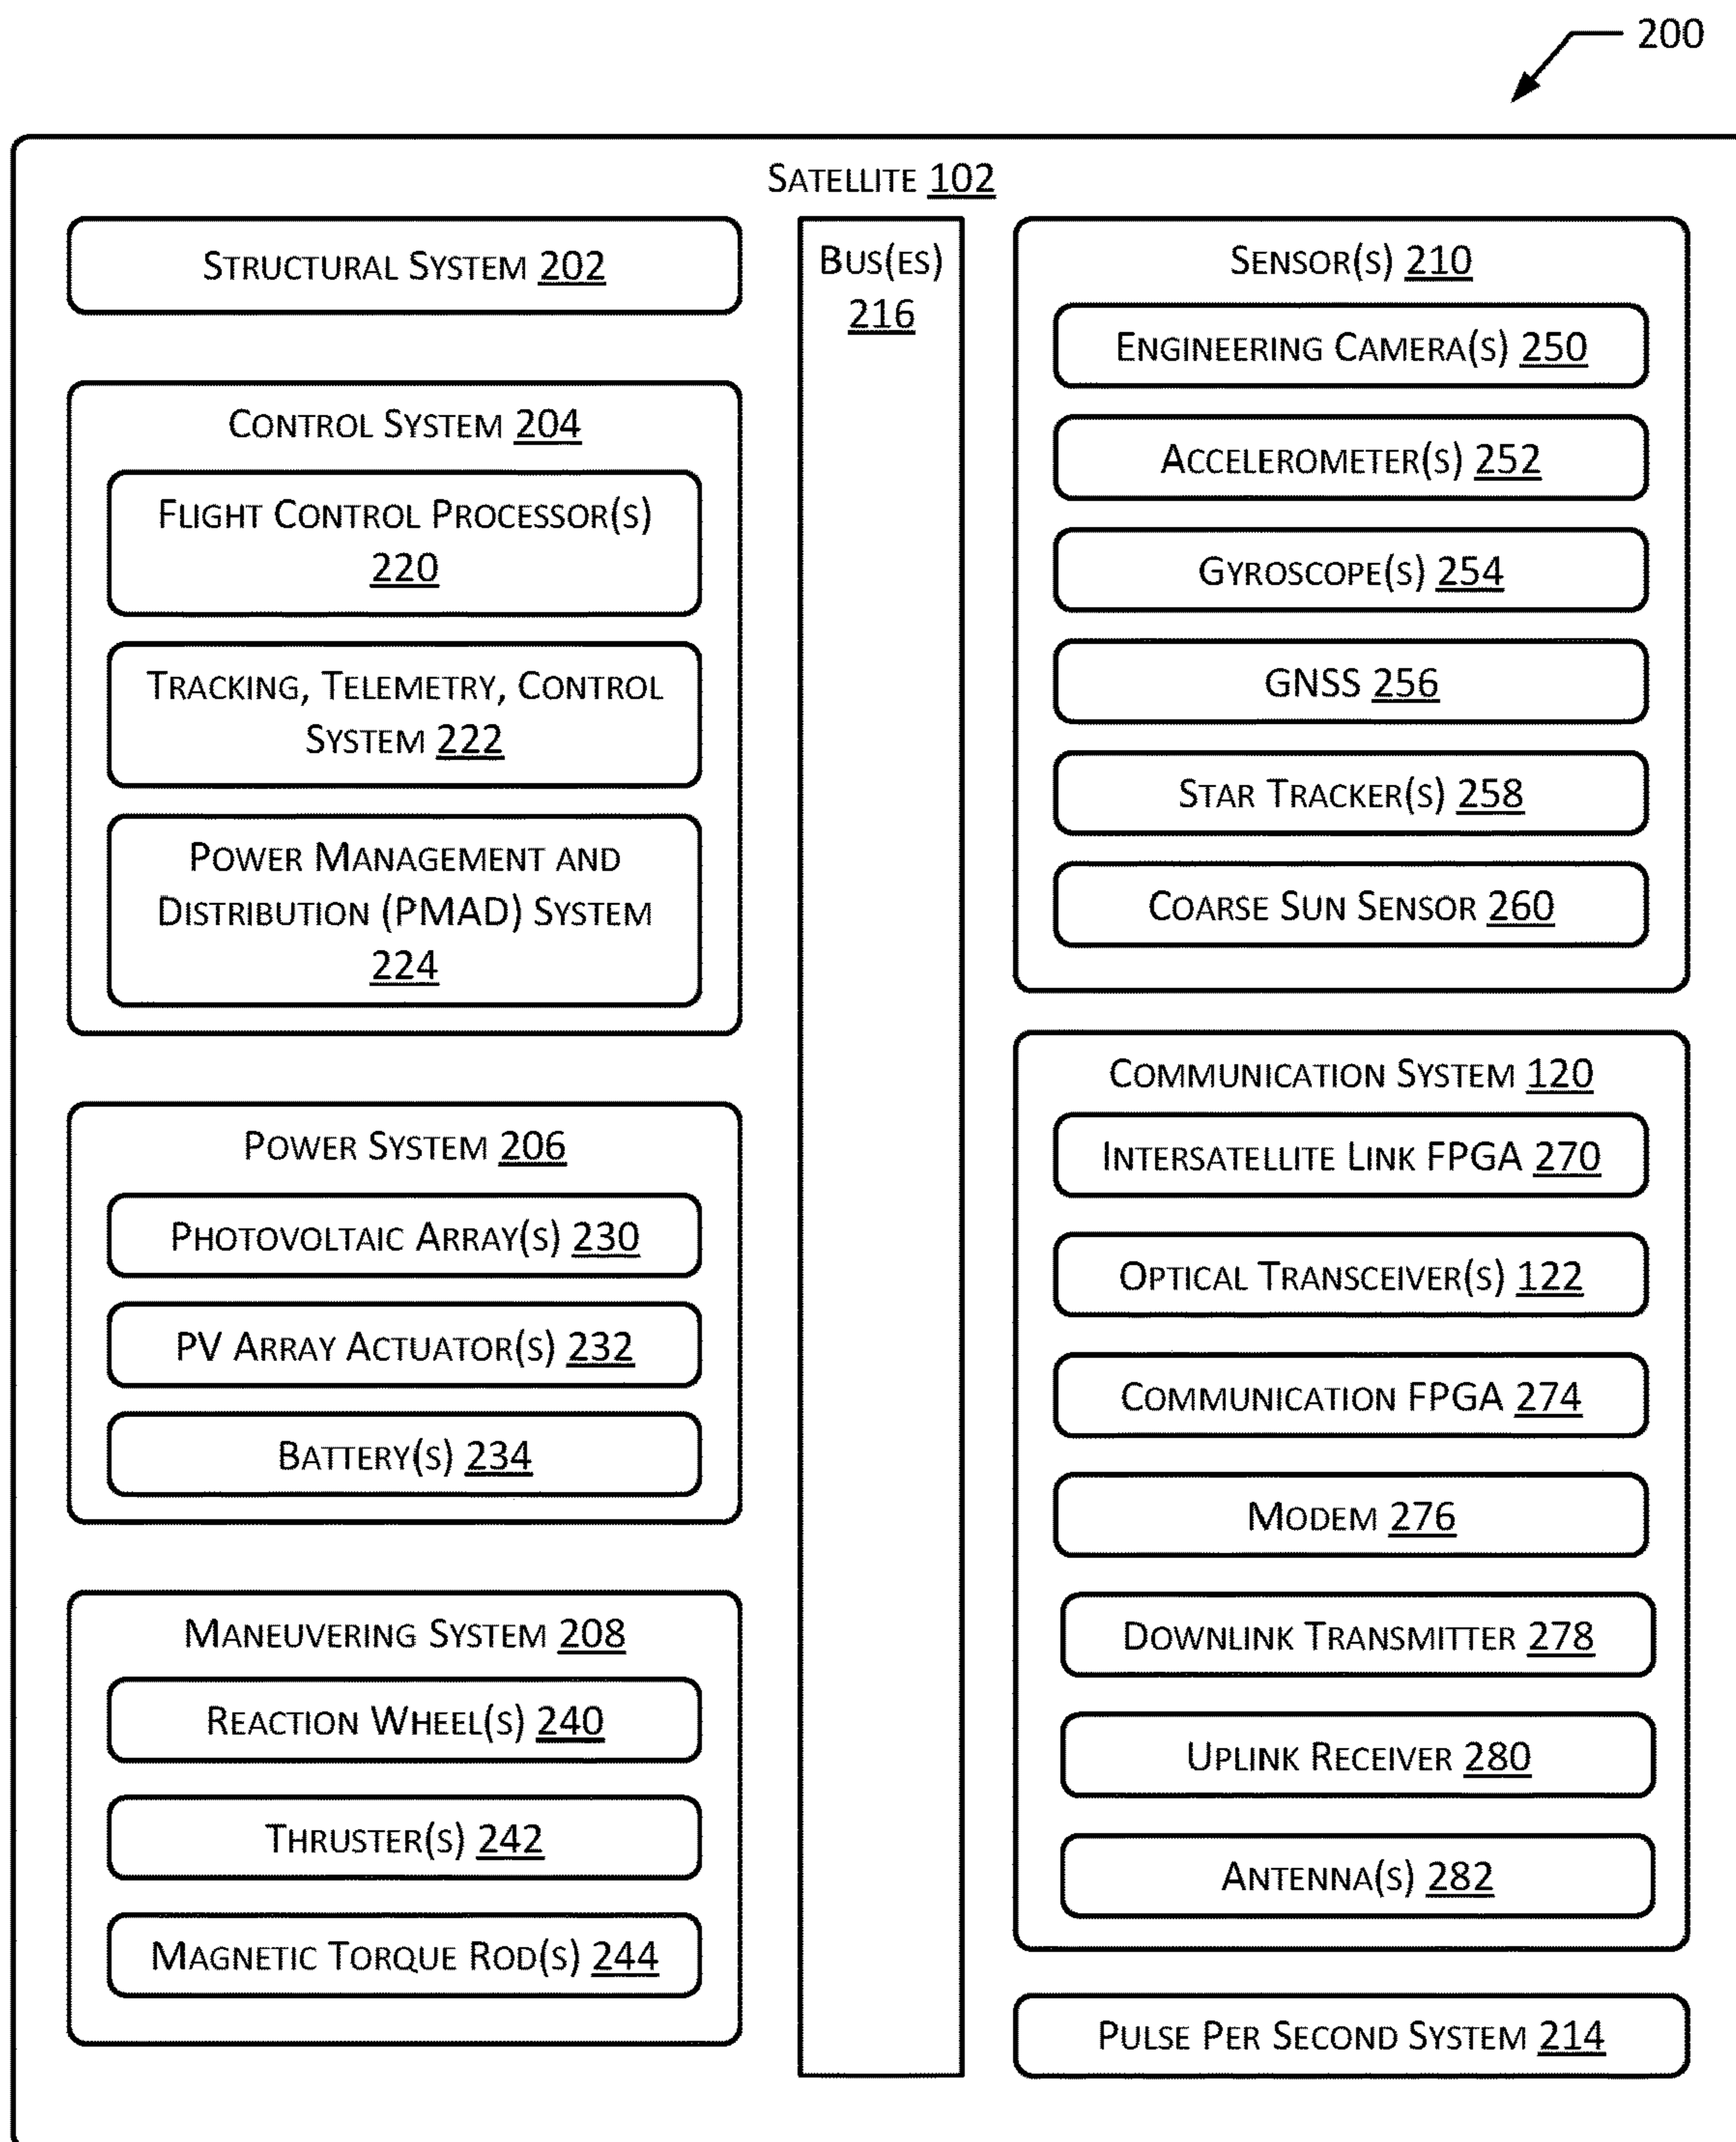 200
Satellite 102
Structural System 202
Control System 204
Flight Control Processor(s)
220
Tracking, Telemetry, Control
System 222
Power Management and
Distribution (PMAD) System
224
Power System 206
Photovoltaic Array(s) 230
PV Array Actuator(s) 232
Battery(s) 234
Maneuvering System 208
Reaction Wheel(s) 240
Thruster(s) 242
Magnetic Torque Rod(s) 244
Bus(es)
216
Sensor(s) 210
Engineering Camera(s) 250
Accelerometer(s) 252
Gyroscope(s) 254
GNSS 256
Star Tracker(s) 258
Coarse Sun Sensor 260
Communication System 120
Intersatellite Link FPGA 270
Optical Transceiver(s) 122
Communication FPGA 274
Modem 276
Downlink Transmitter 278
Uplink Receiver 280
Antenna(s) 282
Pulse Per Second System 214